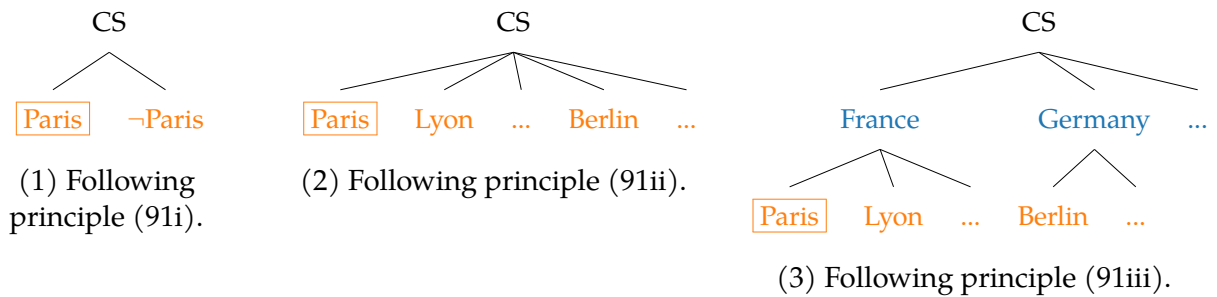 CS
Paris ¬Paris
(1) Following
principle (91i).
CS
Paris Lyon ... Berlin ...
(2) Following principle (91ii).
CS
France Germany ...
Paris Lyon ... Berlin ...
(3) Following principle (91iii).